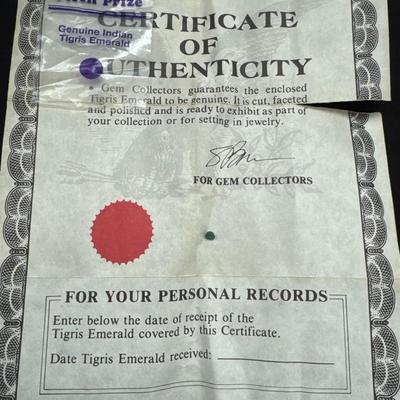 Prize
Genuine Indian
Tigris Emerald
CERTIFICATE
OF
AUTHENTICITY
Gem Collectors guarantees the enclosed
Tigris Emerald to be genuine. It is cut, faceted
and polished and is ready to exhibit as part of
your collection or for setting in jewelry.
FOR GEM COLLECTORS
FOR YOUR PERSONAL RECORDS
Enter below the date of receipt of the
Tigris Emerald covered by this Certificate.
Date Tigris Emerald received: